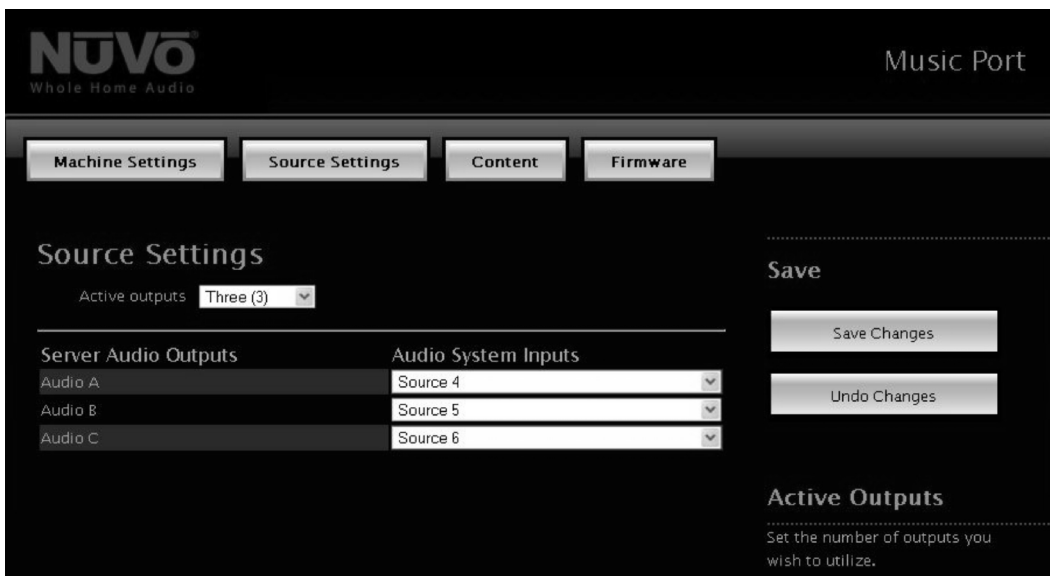 NŪVŌ®
Whole Home Audio
Music Port
Machine Settings Source Settings Content Firmware
Source Settings
Active outputs Three (3)
Server Audio Outputs Audio System Inputs
Audio A Source 4
Audio B Source 5
Audio C Source 6
Save
Save Changes
Undo Changes
Active Outputs
Set the number of outputs you
wish to utilize.